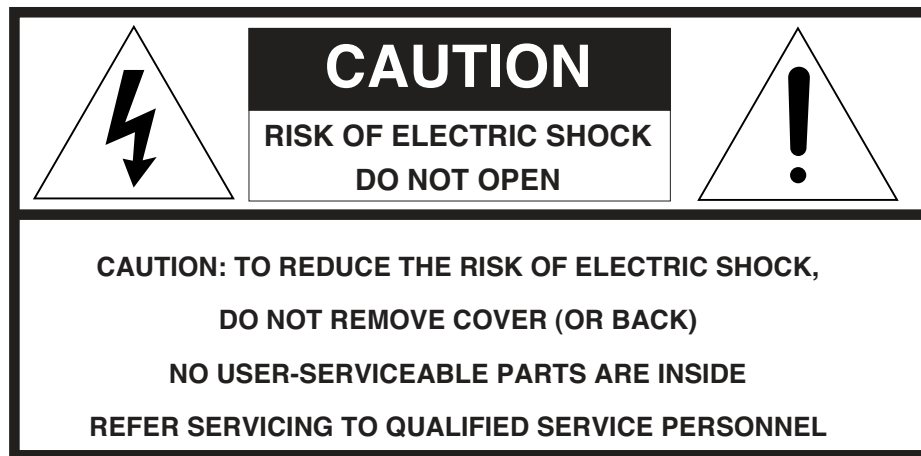 CAUTION
RISK OF ELECTRIC SHOCK
DO NOT OPEN
CAUTION: TO REDUCE THE RISK OF ELECTRIC SHOCK,
DO NOT REMOVE COVER (OR BACK)
NO USER-SERVICEABLE PARTS ARE INSIDE
REFER SERVICING TO QUALIFIED SERVICE PERSONNEL